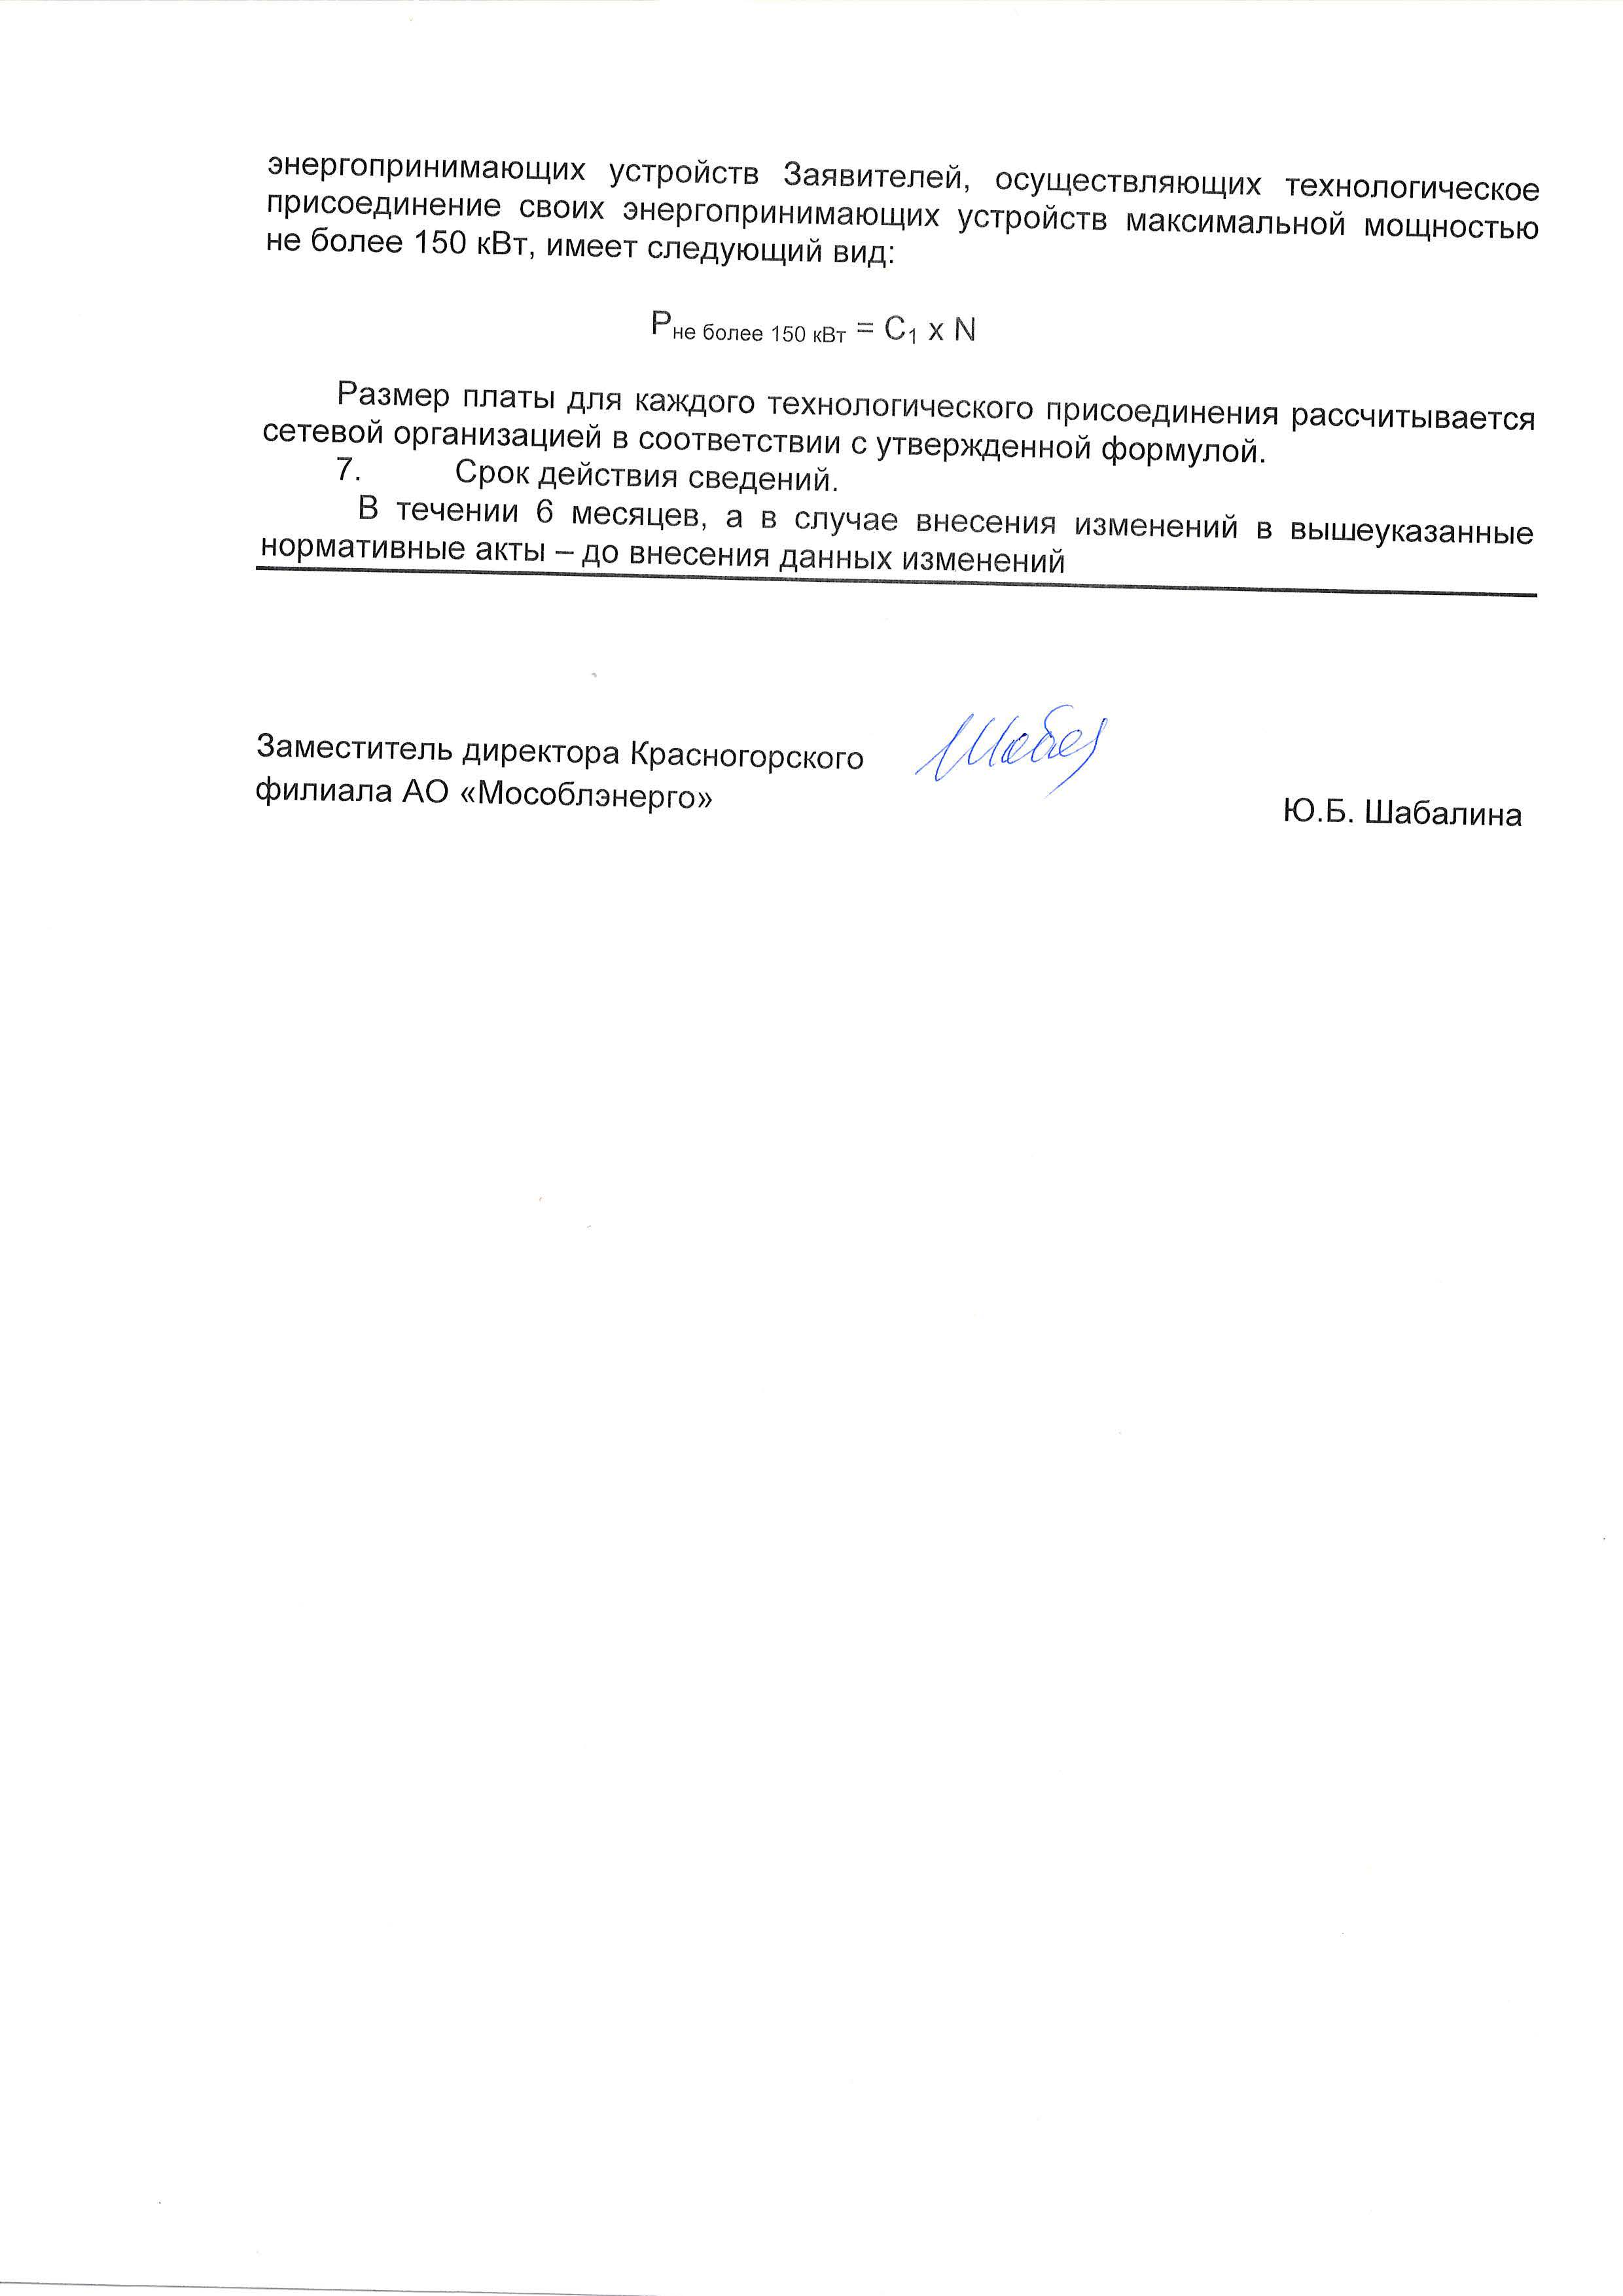 энергопринимающих устройств Заявителей, осуществляющих технологическое
присоединение своих энергопринимающих устройств максимальной мощностью
не более 150 кВт, имеет следующий вид:
Pне более 150 кВт = C1 x N
Размер платы для каждого технологического присоединения рассчитывается
сетевой организацией в соответствии с утвержденной формулой.
7. Срок действия сведений.
В течении 6 месяцев, а в случае внесения изменений в вышеуказанные
нормативные акты – до внесения данных изменений
Заместитель директора Красногорского
филиала АО «Мособлэнерго»
Ю.Б. Шабалина